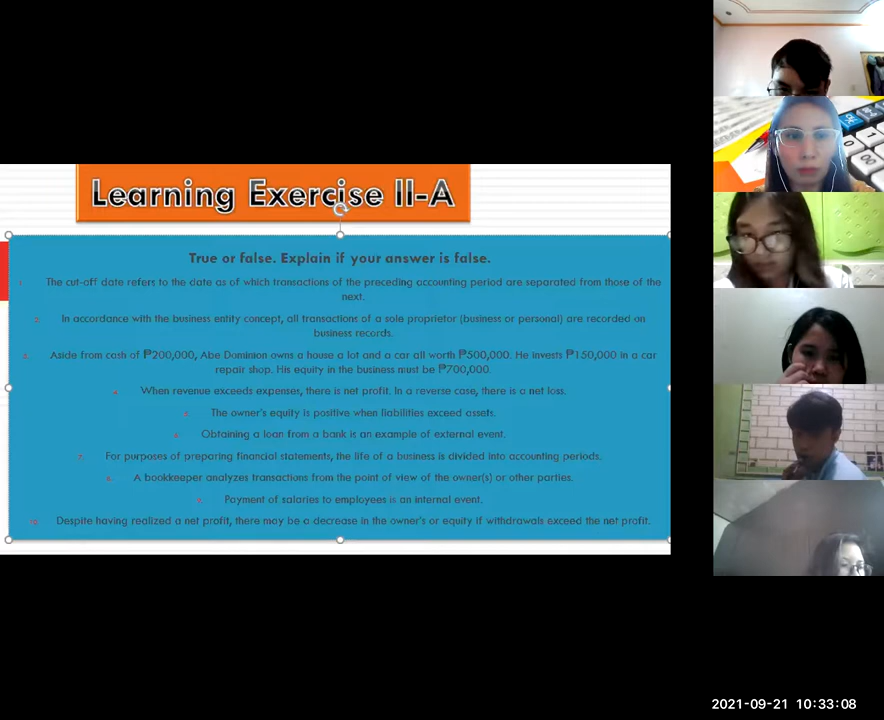 Learning Exercise II-A
True or false. Explain if your answer is false.
1. The cut-off date refers to the date as of which transactions of the preceding accounting period are separated from those of the
next.
2. In accordance with the business entity concept, all transactions of a sole proprietor (business or personal) are recorded on
business records.
3. Aside from cash of ₱200,000, Abe Dominion owns a house a lot and a car all worth ₱500,000. He invests ₱150,000 in a car
repair shop. His equity in the business must be ₱700,000.
4. When revenue exceeds expenses, there is net profit. In a reverse case, there is a net loss.
5. The owner's equity is positive when liabilities exceed assets.
6. Obtaining a loan from a bank is an example of external event.
7. For purposes of preparing financial statements, the life of a business is divided into accounting periods.
8. A bookkeeper analyzes transactions from the point of view of the owner(s) or other parties.
9. Payment of salaries to employees is an internal event.
10. Despite having realized a net profit, there may be a decrease in the owner's or equity if withdrawals exceed the net profit.
2021-09-21 10:33:08